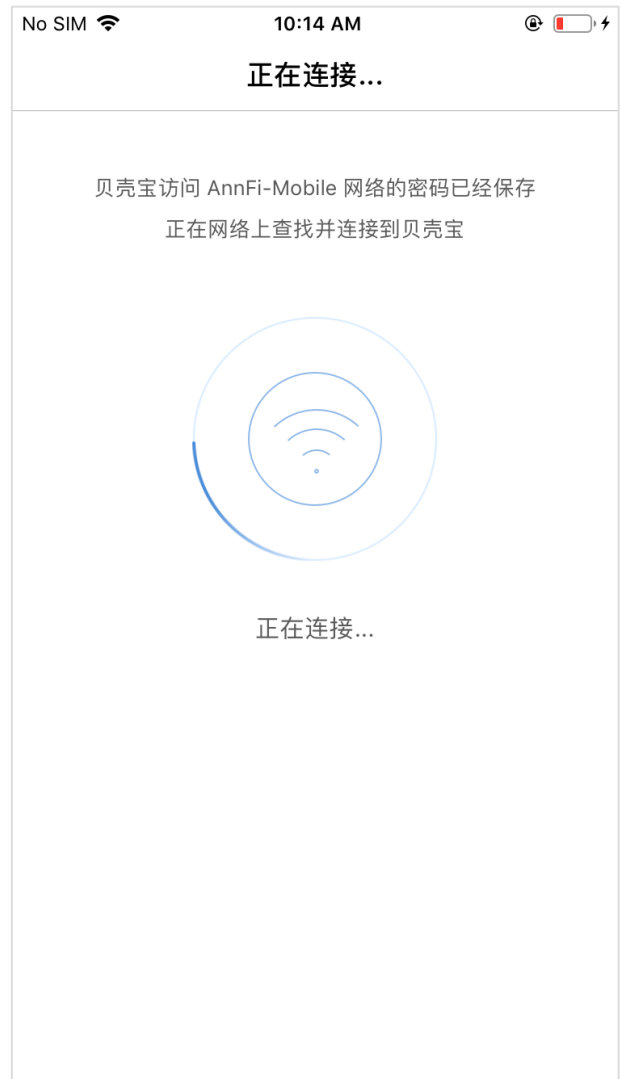 No SIM 10:14 AM
正在连接...
贝壳宝访问 AnnFi-Mobile 网络的密码已经保存
正在网络上查找并连接到贝壳宝
正在连接...